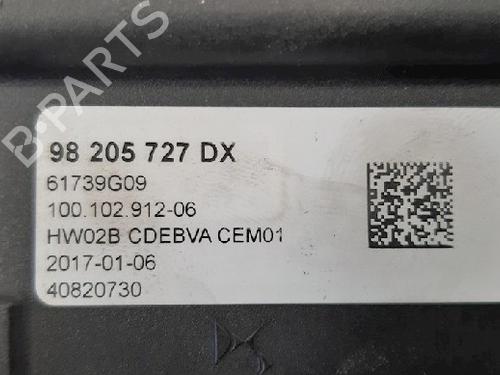 98 205 727 DX
61739G09
100.102.912-06
HW02B CDEBVA CEM01
2017-01-06
40820730
B-PARTS